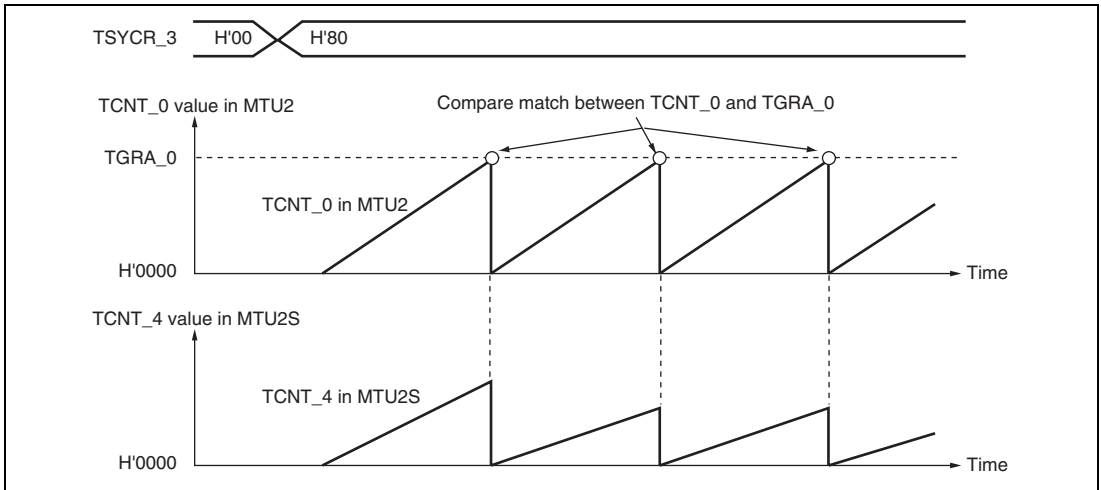 TSYCR_3 H'00 H'80
TCNT_0 value in MTU2
Compare match between TCNT_0 and TGRA_0
TGRA_0
TCNT_0 in MTU2
H'0000
Time
TCNT_4 value in MTU2S
TCNT_4 in MTU2S
H'0000
Time